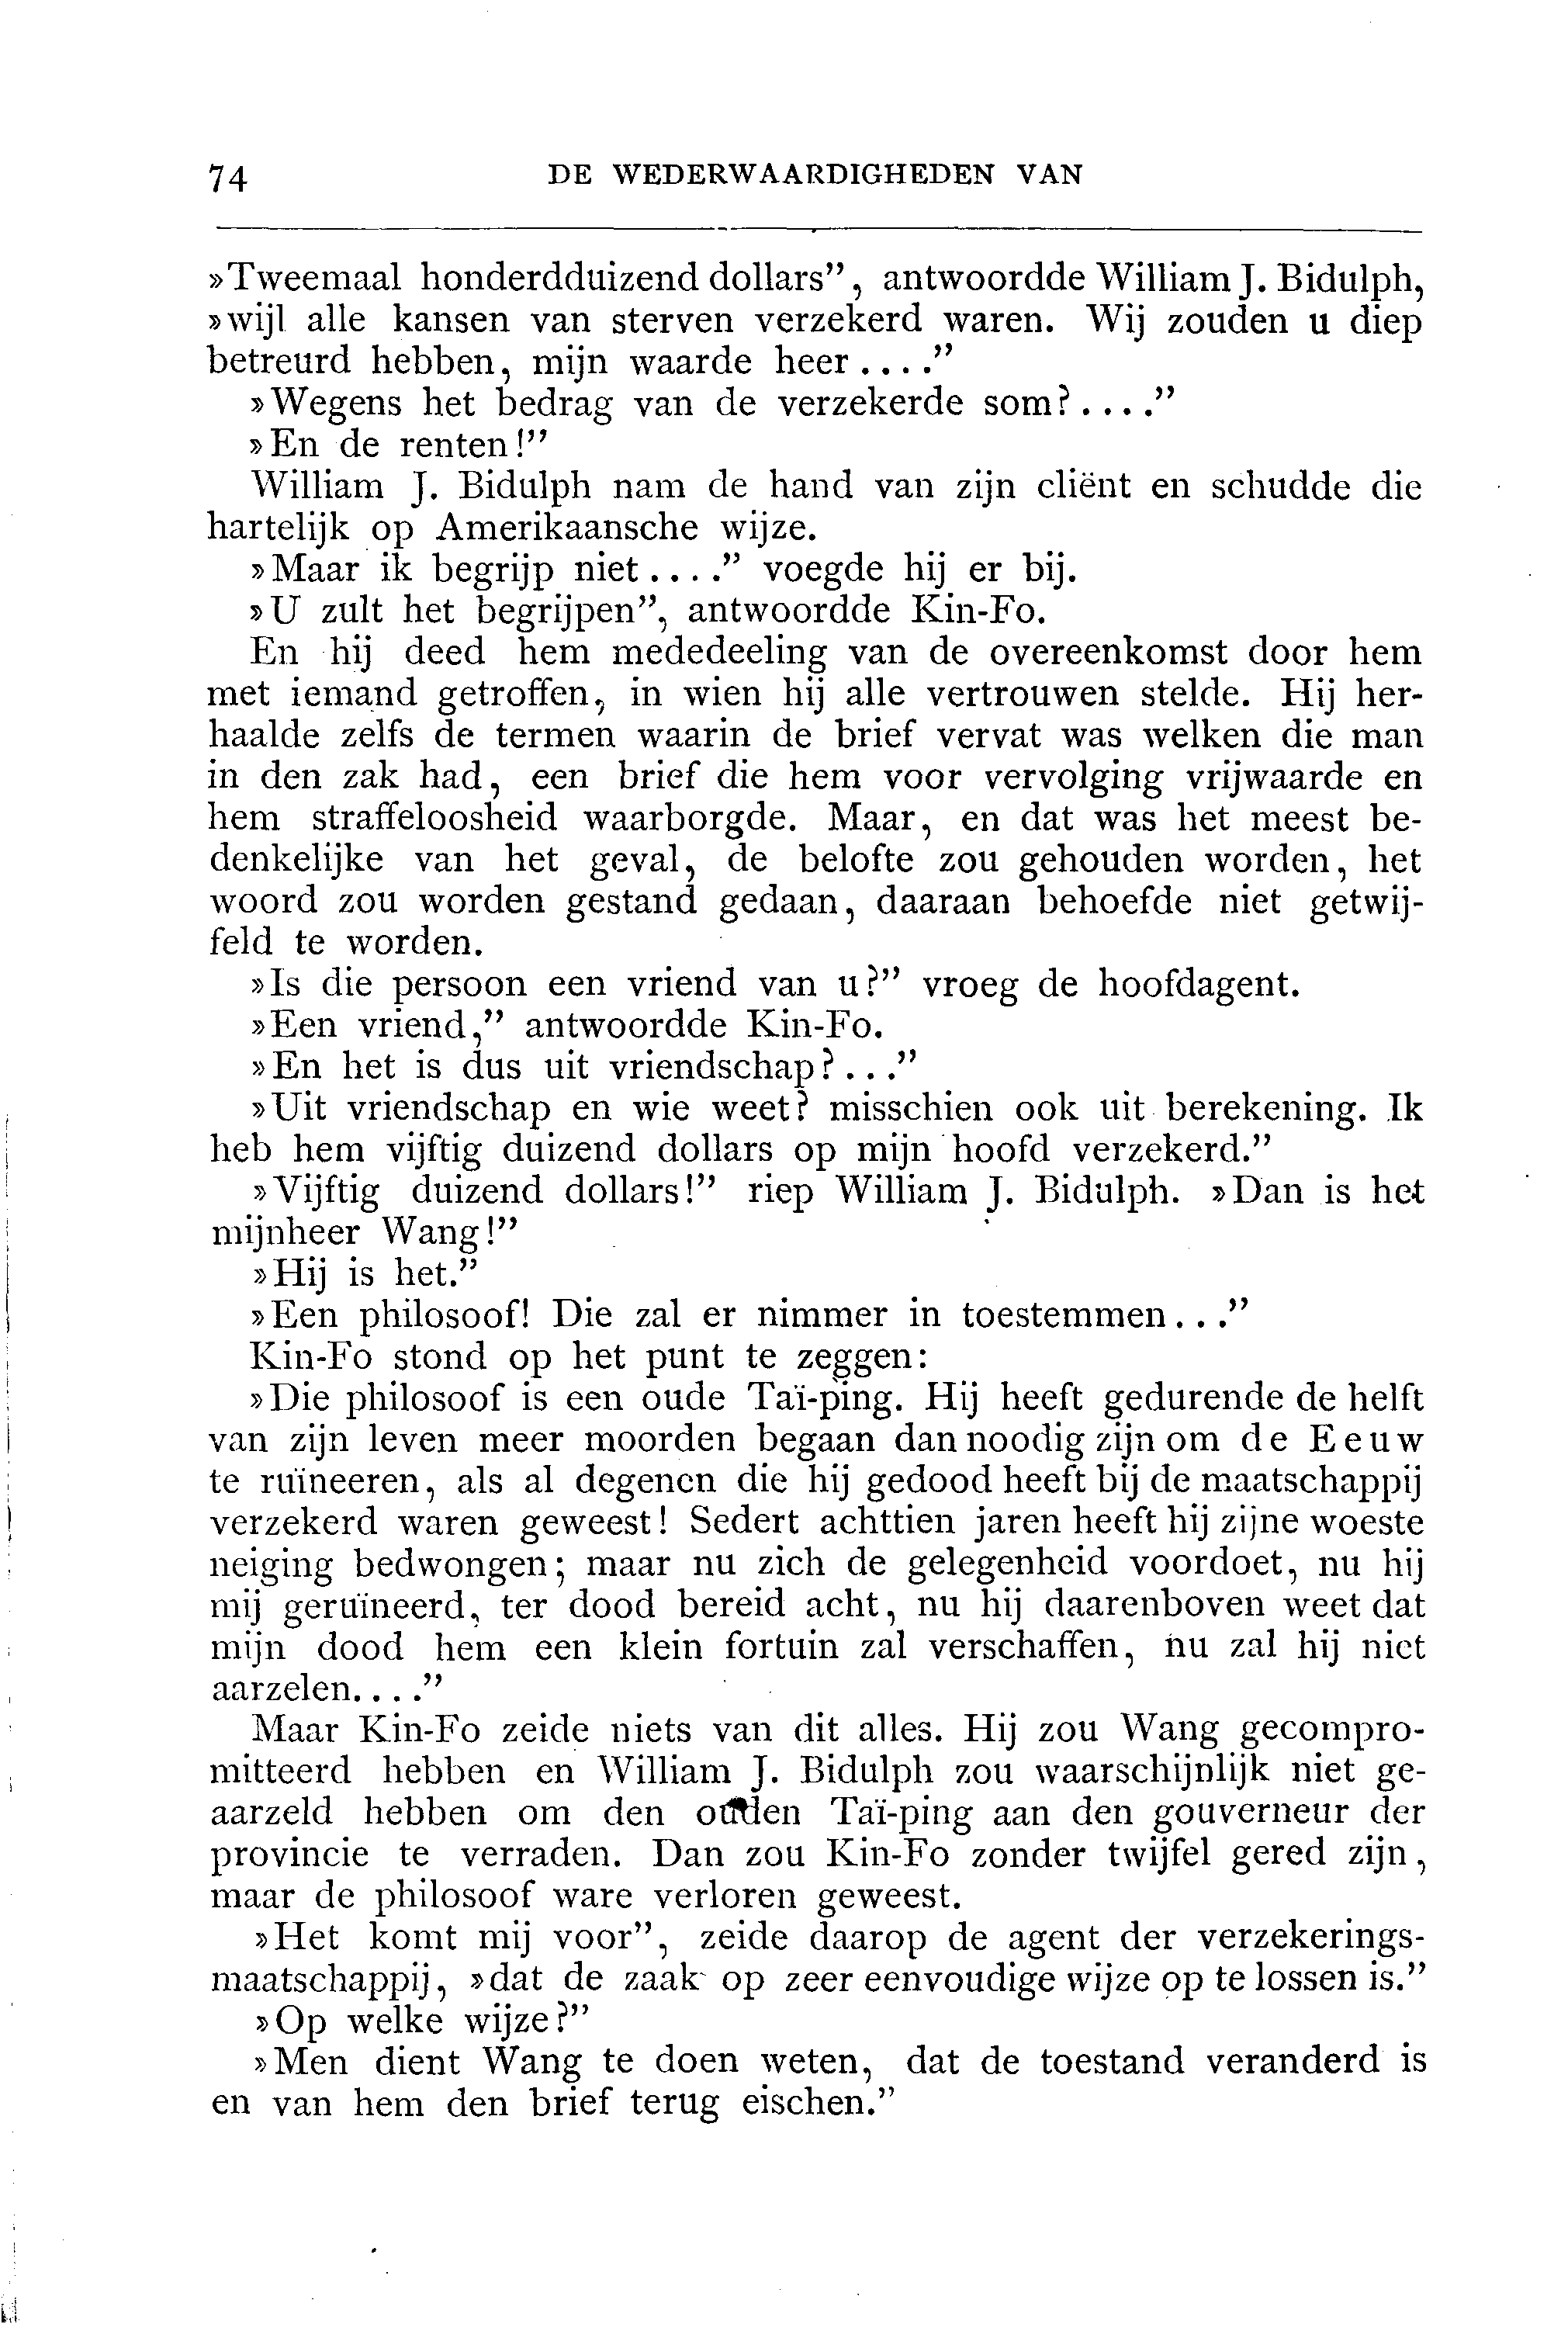 74 DE WEDERWAARDIGHEDEN VAN
»Tweemaal honderdduizend dollars”, antwoordde William J. Bidulph,
»wijl alle kansen van sterven verzekerd waren. Wij zouden u diep
betreurd hebben, mijn waarde heer....”
»Wegens het bedrag van de verzekerde som?....”
»En de renten!”
William J. Bidulph nam de hand van zijn cliënt en schudde die
hartelijk op Amerikaansche wijze.
»Maar ik begrijp niet....” voegde hij er bij.
»U zult het begrijpen”, antwoordde Kin-Fo.
En hij deed hem mededeeling van de overeenkomst door hem
met iemand getroffen, in wien hij alle vertrouwen stelde. Hij her-
haalde zelfs de termen waarin de brief vervat was welken die man
in den zak had, een brief die hem voor vervolging vrijwaarde en
hem straffeloosheid waarborgde. Maar, en dat was het meest be-
denkelijke van het geval, de belofte zou gehouden worden, het
woord zou worden gestand gedaan, daaraan behoefde niet getwij-
feld te worden.
»Is die persoon een vriend van u?” vroeg de hoofdagent.
»Een vriend,” antwoordde Kin-Fo.
»En het is dus uit vriendschap?...”
»Uit vriendschap en wie weet? misschien ook uit berekening. Ik
heb hem vijftig duizend dollars op mijn hoofd verzekerd.”
»Vijftig duizend dollars!” riep William J. Bidulph. »Dan is het
mijnheer Wang!”
»Hij is het.”
»Een philosoof! Die zal er nimmer in toestemmen...”
Kin-Fo stond op het punt te zeggen:
»Die philosoof is een oude Taï-ping. Hij heeft gedurende de helft
van zijn leven meer moorden begaan dan noodig zijn om de Eeuw
te ruïneeren, als al degenen die hij gedood heeft bij de maatschappij
verzekerd waren geweest! Sedert achttien jaren heeft hij zijne woeste
neiging bedwongen; maar nu zich de gelegenheid voordoet, nu hij
mij geruïneerd, ter dood bereid acht, nu hij daarenboven weet dat
mijn dood hem een klein fortuin zal verschaffen, nu zal hij niet
aarzelen....”
Maar Kin-Fo zeide niets van dit alles. Hij zou Wang gecompro-
mitteerd hebben en William J. Bidulph zou waarschijnlijk niet ge-
aarzeld hebben om den ouden Taï-ping aan den gouverneur der
provincie te verraden. Dan zou Kin-Fo zonder twijfel gered zijn,
maar de philosoof ware verloren geweest.
»Het komt mij voor”, zeide daarop de agent der verzekerings-
maatschappij, »dat de zaak op zeer eenvoudige wijze op te lossen is.”
»Op welke wijze?”
»Men dient Wang te doen weten, dat de toestand veranderd is
en van hem den brief terug eischen.”